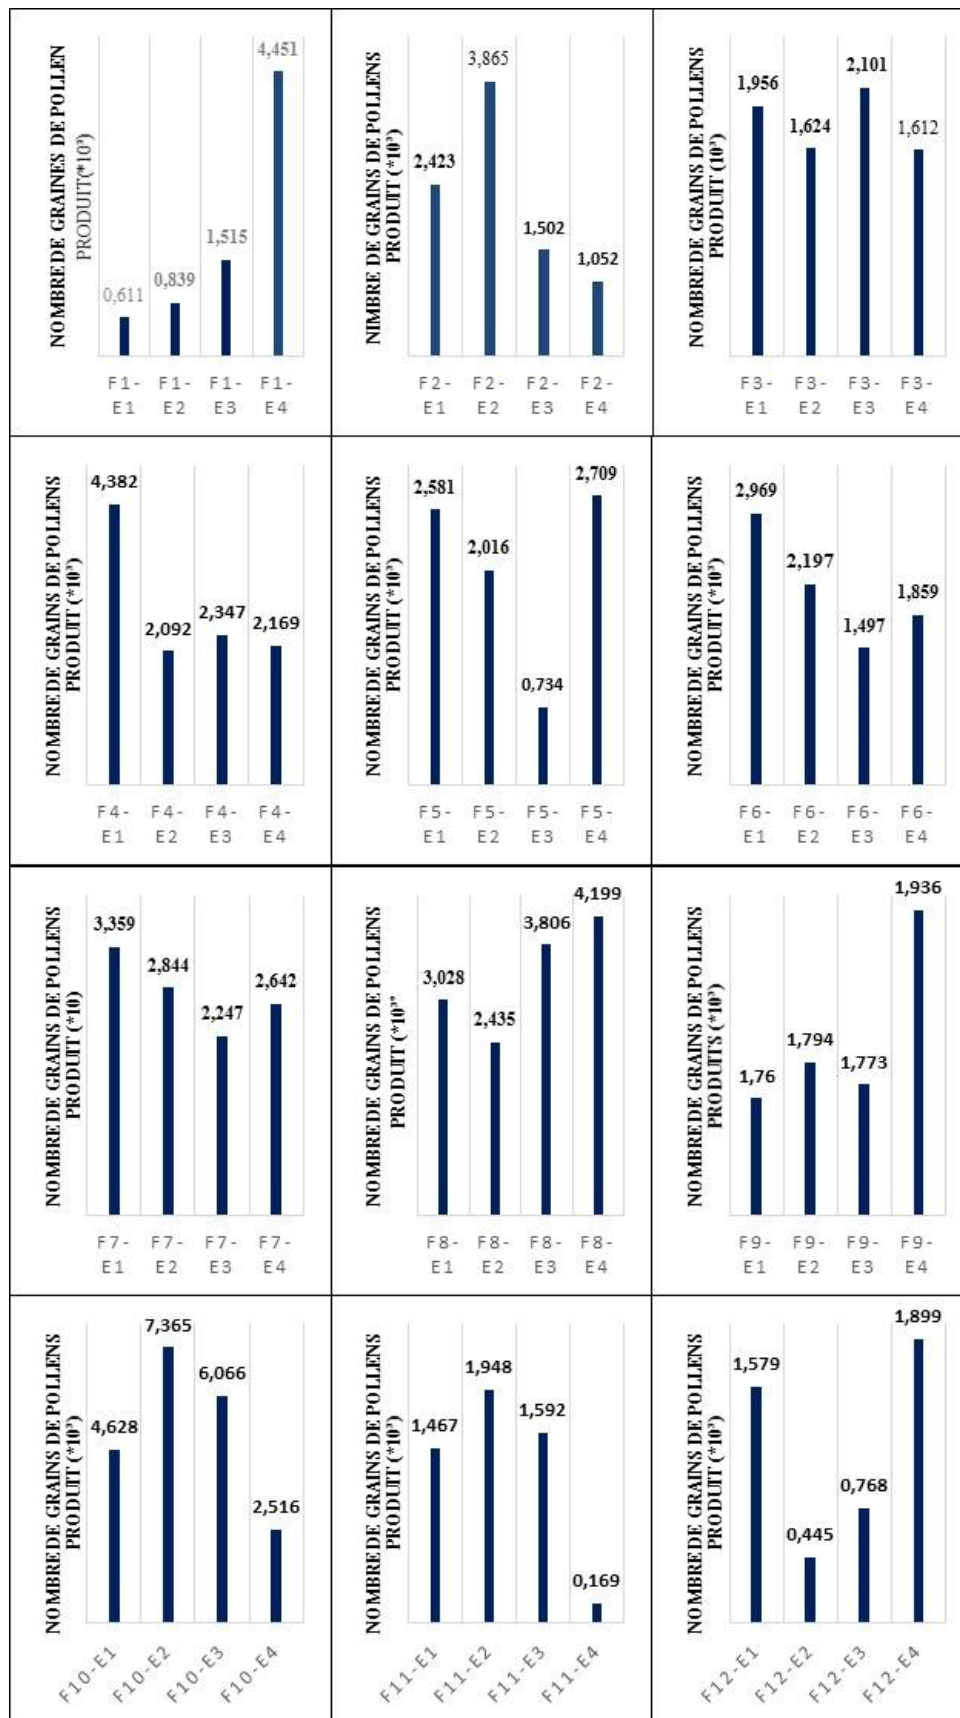 NOMBRE DE GRAINES DE POLLEN
PRODUIT(*10³)
0,611
0,839
1,515
4,451
F1-E1
F1-E2
F1-E3
F1-E4
NIMBRE DE GRAINS DE POLLENS
PRODUIT (*10³)
2,423
3,865
1,502
1,052
F2-E1
F2-E2
F2-E3
F2-E4
NOMBRE DE GRAINS DE POLLENS
PRODUIT (10³)
1,956
1,624
2,101
1,612
F3-E1
F3-E2
F3-E3
F3-E4
NOMBRE DE GRAINS DE POLLENS
PRODUIT (*10³)
4,382
2,092
2,347
2,169
F4-E1
F4-E2
F4-E3
F4-E4
NOMBRE DE GRAINS DE POLLENS
PRODUIT (*10³)
2,581
2,016
0,734
2,709
F5-E1
F5-E2
F5-E3
F5-E4
NOMBRE DE GRAINS DE POLLENS
PRODUIT (10³)
2,969
2,197
1,497
1,859
F6-E1
F6-E2
F6-E3
F6-E4
NOMBRE DE GRAINS DE POLLENS
PRODUIT (*10)
3,359
2,844
2,247
2,642
F7-E1
F7-E2
F7-E3
F7-E4
NOMBRE DE GRAINS DE POLLENS
PRODUIT (*10³"
3,028
2,435
3,806
4,199
F8-E1
F8-E2
F8-E3
F8-E4
NOMBRE DE GRAINS DE POLLENS
PRODUITS (*10³)
1,76
1,794
1,773
1,936
F9-E1
F9-E2
F9-E3
F9-E4
NOMBRE DE GRAINS DE POLLENS
PRODUIT (*10³)
4,628
7,365
6,066
2,516
F10-E1
F10-E2
F10-E3
F10-E4
NOMBRE DE GRAINS DE POLLENS
PRODUIT (*10³)
1,467
1,948
1,592
0,169
F11-E1
F11-E2
F11-E3
F11-E4
NOMBRE DE GRAINS DE POLLENS
PRODUIT (*10³)
1,579
0,445
0,768
1,899
F12-E1
F12-E2
F12-E3
F12-E4